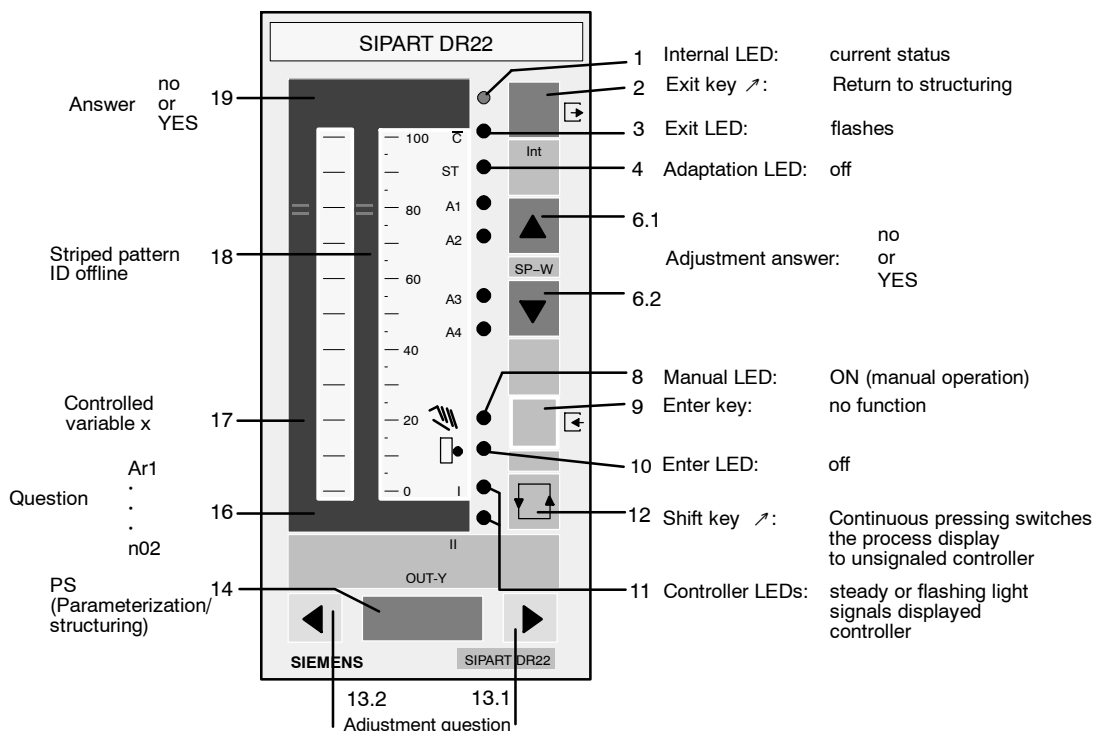 SIPART DR22
Answer
no
or
YES
19
Striped pattern
ID offline
18
Controlled
variable x
17
Question
Ar1
.
.
.
n02
16
PS
(Parameterization/
structuring)
14
100
80
60
40
20
0
C
ST
A1
A2
A3
A4
I
II
Int
SP–W
OUT-Y
SIEMENS
SIPART DR22
13.2
13.1
Adjustment question
1 Internal LED: current status
2 Exit key ↗: Return to structuring
3 Exit LED: flashes
4 Adaptation LED: off
6.1
Adjustment answer:
no
or
YES
6.2
8 Manual LED: ON (manual operation)
9 Enter key: no function
10 Enter LED: off
12 Shift key ↗: Continuous pressing switches
the process display
to unsignaled controller
11 Controller LEDs: steady or flashing light
signals displayed
controller